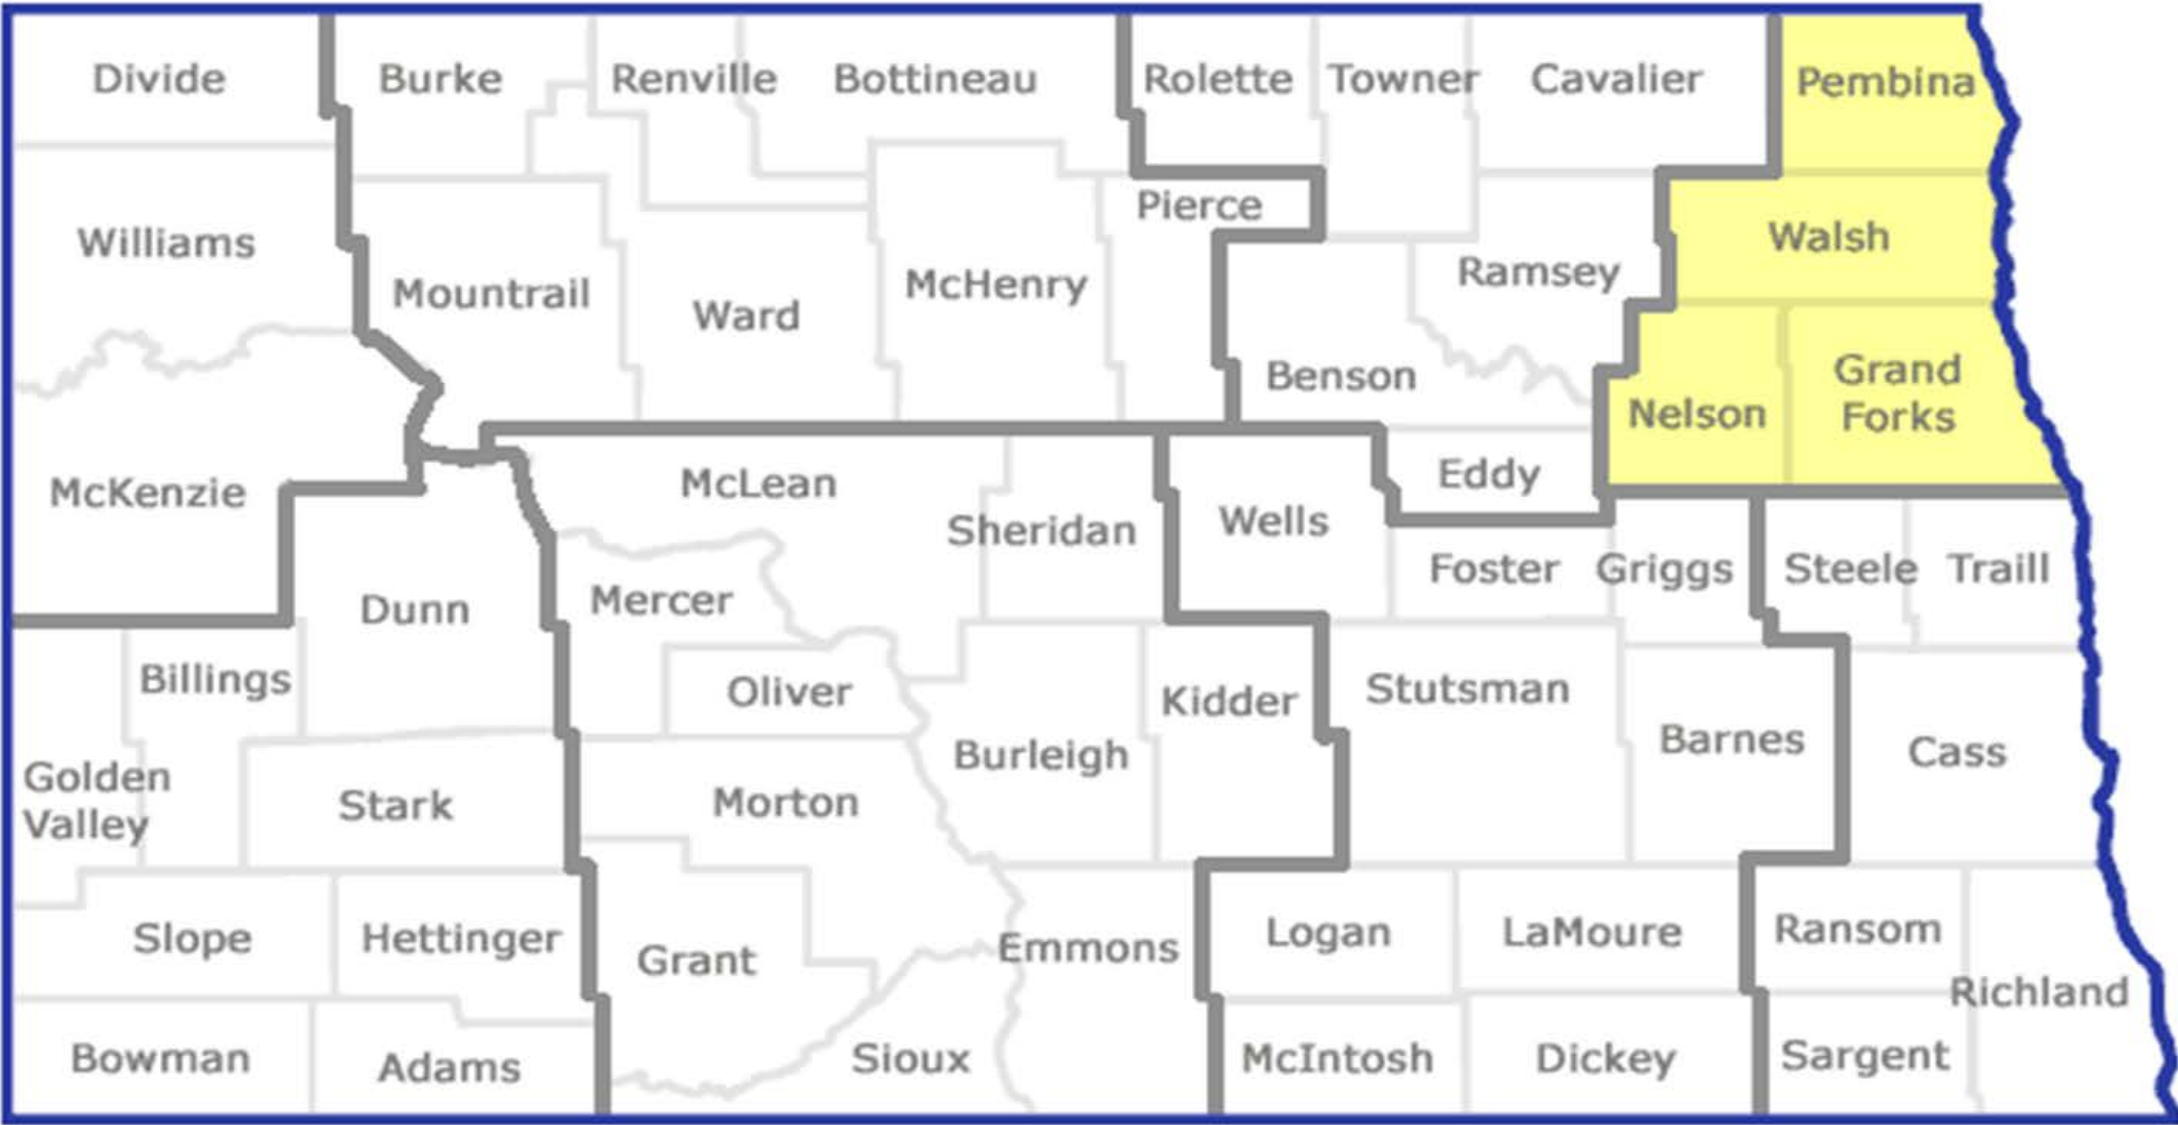 Divide
Burke
Renville
Bottineau
Rolette
Towner
Cavalier
Pembina
Williams
Mountrail
Ward
McHenry
Pierce
Ramsey
Walsh
Benson
Nelson
Grand
Forks
McKenzie
McLean
Sheridan
Wells
Eddy
Dunn
Mercer
Foster
Griggs
Steele
Traill
Billings
Oliver
Kidder
Stutsman
Golden
Valley
Stark
Morton
Burleigh
Barnes
Cass
Slope
Hettinger
Grant
Emmons
Logan
LaMoure
Ransom
Richland
Bowman
Adams
Sioux
McIntosh
Dickey
Sargent